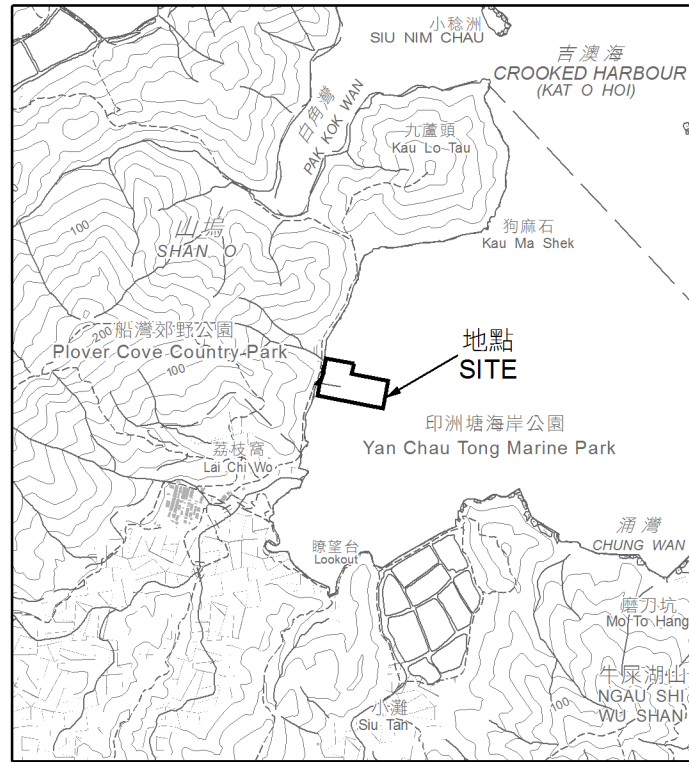 小稔洲
SIU NIM CHAU
吉澳海
CROOKED HARBOUR
(KAT O HOI)
白角灣
PAK KOK WAN
九蘆頭
Kau Lo Tau
狗麻石
Kau Ma Shek
100
山塢
SHAN O
200
船灣郊野公園
Plover Cove Country Park
100
地點
SITE
印洲塘海岸公園
Yan Chau Tong Marine Park
荔枝窩
Lai Chi Wo
瞭望台
Lookout
涌灣
CHUNG WAN
磨刀坑
Mo To Hang
牛屎湖山
NGAU SHI
WU SHAN
100
小灘
Siu Tan